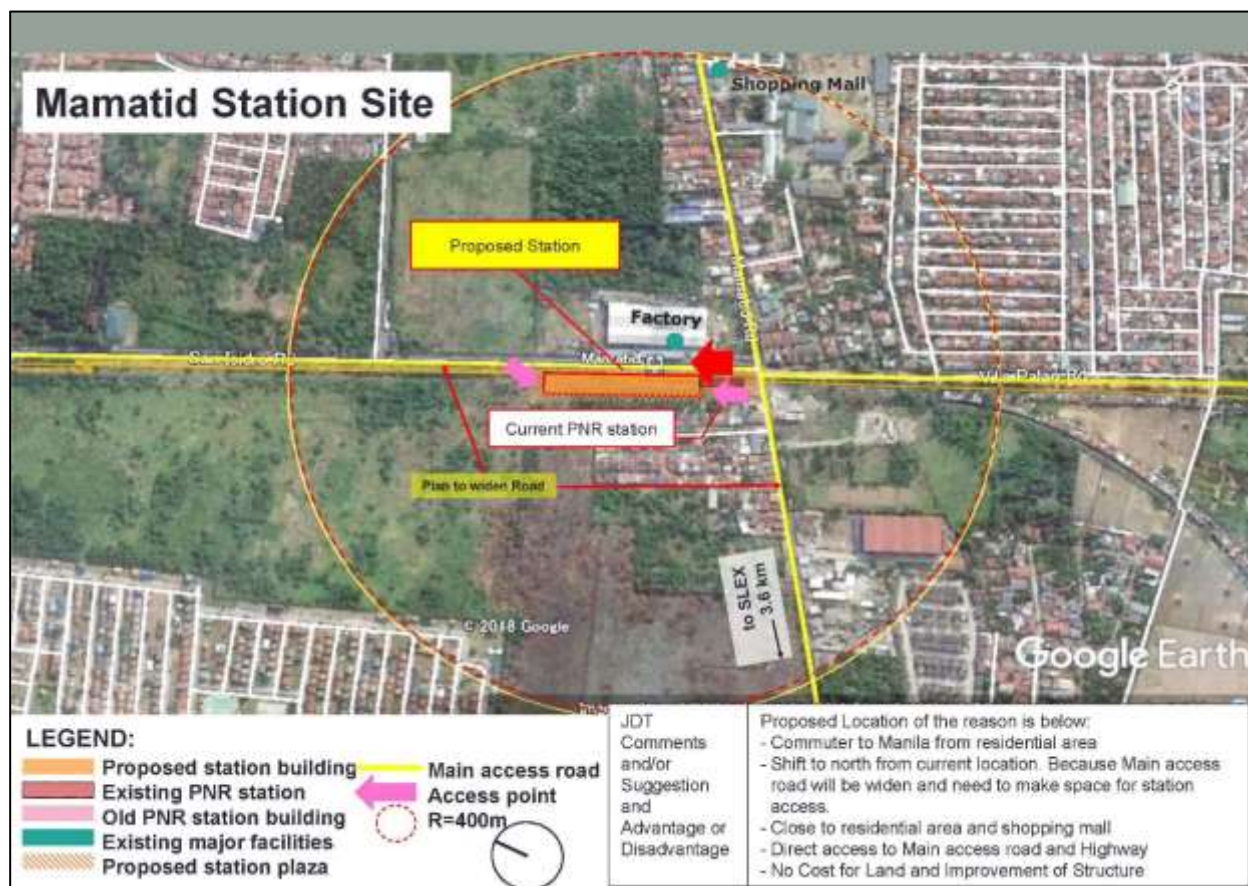 Mamatid Station Site
Shopping Mall
Proposed Station
Mamatid Rd
Factory
San Isidro Rd
Current PNR station
Plan to widen Road
to SLEX
3.6 km
© 2018 Google
Google Earth
LEGEND:
Proposed station building
Existing PNR station
Old PNR station building
Existing major facilities
Proposed station plaza
Main access road
Access point
R=400m
JDT
Comments
and/or
Suggestion
and
Advantage or
Disadvantage
Proposed Location of the reason is below:
- Commuter to Manila from residential area
- Shift to north from current location. Because Main access
road will be widen and need to make space for station
access.
- Close to residential area and shopping mall
- Direct access to Main access road and Highway
- No Cost for Land and Improvement of Structure